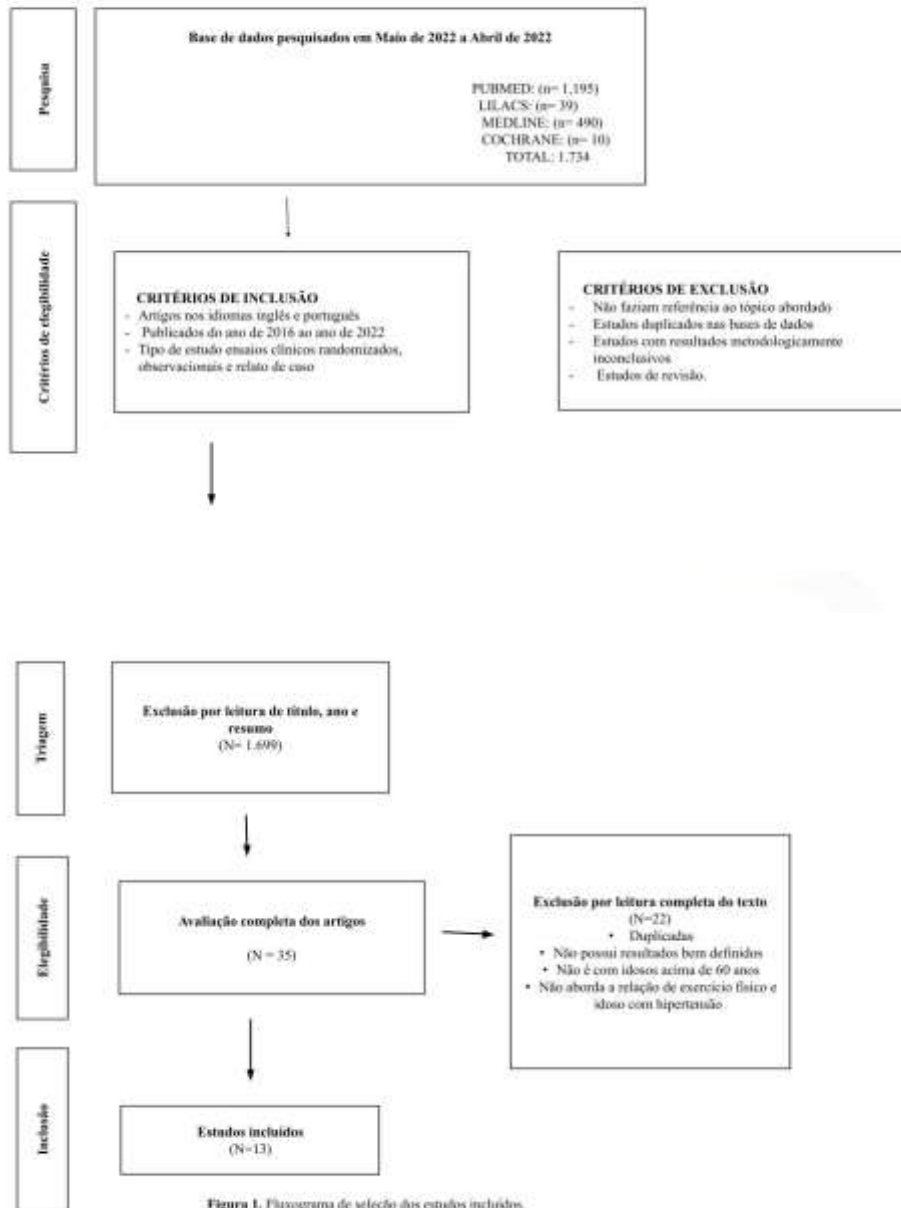 Pesquisa
Base de dados pesquisados em Maio de 2022 a Abril de 2022
PUBMED: (n= 1.195)
LILACS: (n= 39)
MEDLINE: (n= 490)
COCHRANE: (n= 10)
TOTAL: 1.734
Critérios de elegibilidade
CRITÉRIOS DE INCLUSÃO
- Artigos nos idiomas inglês e português
- Publicados do ano de 2016 ao ano de 2022
- Tipo de estudo ensaios clínicos randomizados,
observacionais e relato de caso
CRITÉRIOS DE EXCLUSÃO
- Não faziam referência ao tópico abordado
- Estudos duplicados nas bases de dados
- Estudos com resultados metodologicamente
inconclusivos
- Estudos de revisão.
Triagem
Exclusão por leitura de título, ano e
resumo
(N= 1.699)
Elegibilidade
Avaliação completa dos artigos
(N = 35)
Exclusão por leitura completa do texto
(N=22)
• Duplicadas
• Não possui resultados bem definidos
• Não é com idosos acima de 60 anos
• Não aborda a relação de exercício físico e
idoso com hipertensão
Inclusão
Estudos incluídos
(N=13)
Figura 1. Fluxograma de seleção dos estudos incluídos.